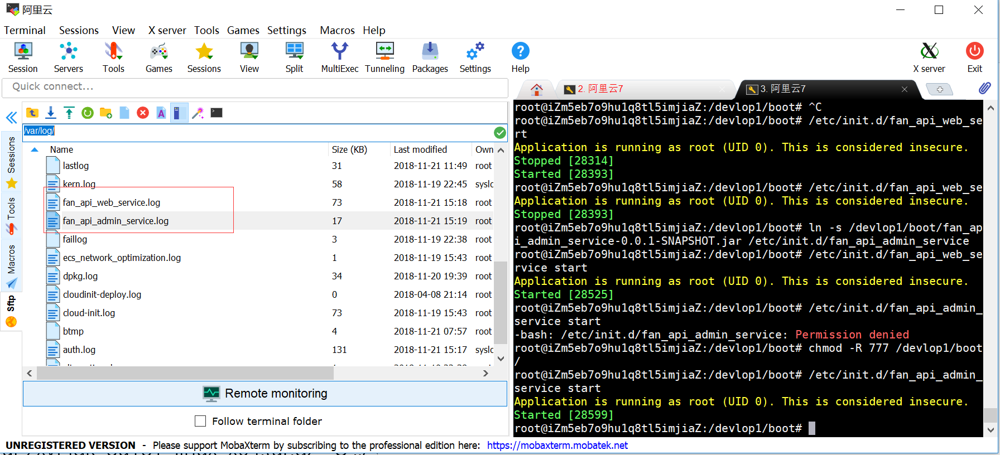 阿里云
Terminal Sessions View X server Tools Games Settings Macros Help
Session Servers Tools Games Sessions View Split MultiExec Tunneling Packages Settings Help X server Exit
Quick connect...
2. 阿里云7
3. 阿里云7
Sessions
Tools
Macros
Sftp
/var/log/
Name Size (KB) Last modified Own
lastlog 31 2018-11-21 11:49 root
kern.log 58 2018-11-19 22:45 syslc
fan_api_web_service.log 73 2018-11-21 15:18 root
fan_api_admin_service.log 17 2018-11-21 15:19 root
faillog 3 2018-11-19 22:38 root
ecs_network_optimization.log 1 2018-11-19 15:43 root
dpkg.log 34 2018-11-20 19:39 root
cloudinit-deploy.log 0 2018-04-08 21:14 root
cloud-init.log 73 2018-11-19 15:43 root
btmp 4 2018-11-21 07:57 root
auth.log 131 2018-11-21 15:17 syslc
Remote monitoring
Follow terminal folder
root@iZm5eb7o9hu1q8tl5imjiaZ:/devlop1/boot# ^C
root@iZm5eb7o9hu1q8tl5imjiaZ:/devlop1/boot# /etc/init.d/fan_api_web_se
rt
Application is running as root (UID 0). This is considered insecure.
Stopped [28314]
Started [28393]
root@iZm5eb7o9hu1q8tl5imjiaZ:/devlop1/boot# /etc/init.d/fan_api_web_se
Application is running as root (UID 0). This is considered insecure.
Stopped [28393]
root@iZm5eb7o9hu1q8tl5imjiaZ:/devlop1/boot# ln -s /devlop1/boot/fan_ap
i_admin_service-0.0.1-SNAPSHOT.jar /etc/init.d/fan_api_admin_service
root@iZm5eb7o9hu1q8tl5imjiaZ:/devlop1/boot# /etc/init.d/fan_api_web_se
rvice start
Application is running as root (UID 0). This is considered insecure.
Started [28525]
root@iZm5eb7o9hu1q8tl5imjiaZ:/devlop1/boot# /etc/init.d/fan_api_admin_
service start
-bash: /etc/init.d/fan_api_admin_service: Permission denied
root@iZm5eb7o9hu1q8tl5imjiaZ:/devlop1/boot# chmod -R 777 /devlop1/boot
/
root@iZm5eb7o9hu1q8tl5imjiaZ:/devlop1/boot# /etc/init.d/fan_api_admin_
service start
Application is running as root (UID 0). This is considered insecure.
Started [28599]
root@iZm5eb7o9hu1q8tl5imjiaZ:/devlop1/boot#
UNREGISTERED VERSION - Please support MobaXterm by subscribing to the professional edition here: https://mobaxterm.mobatek.net